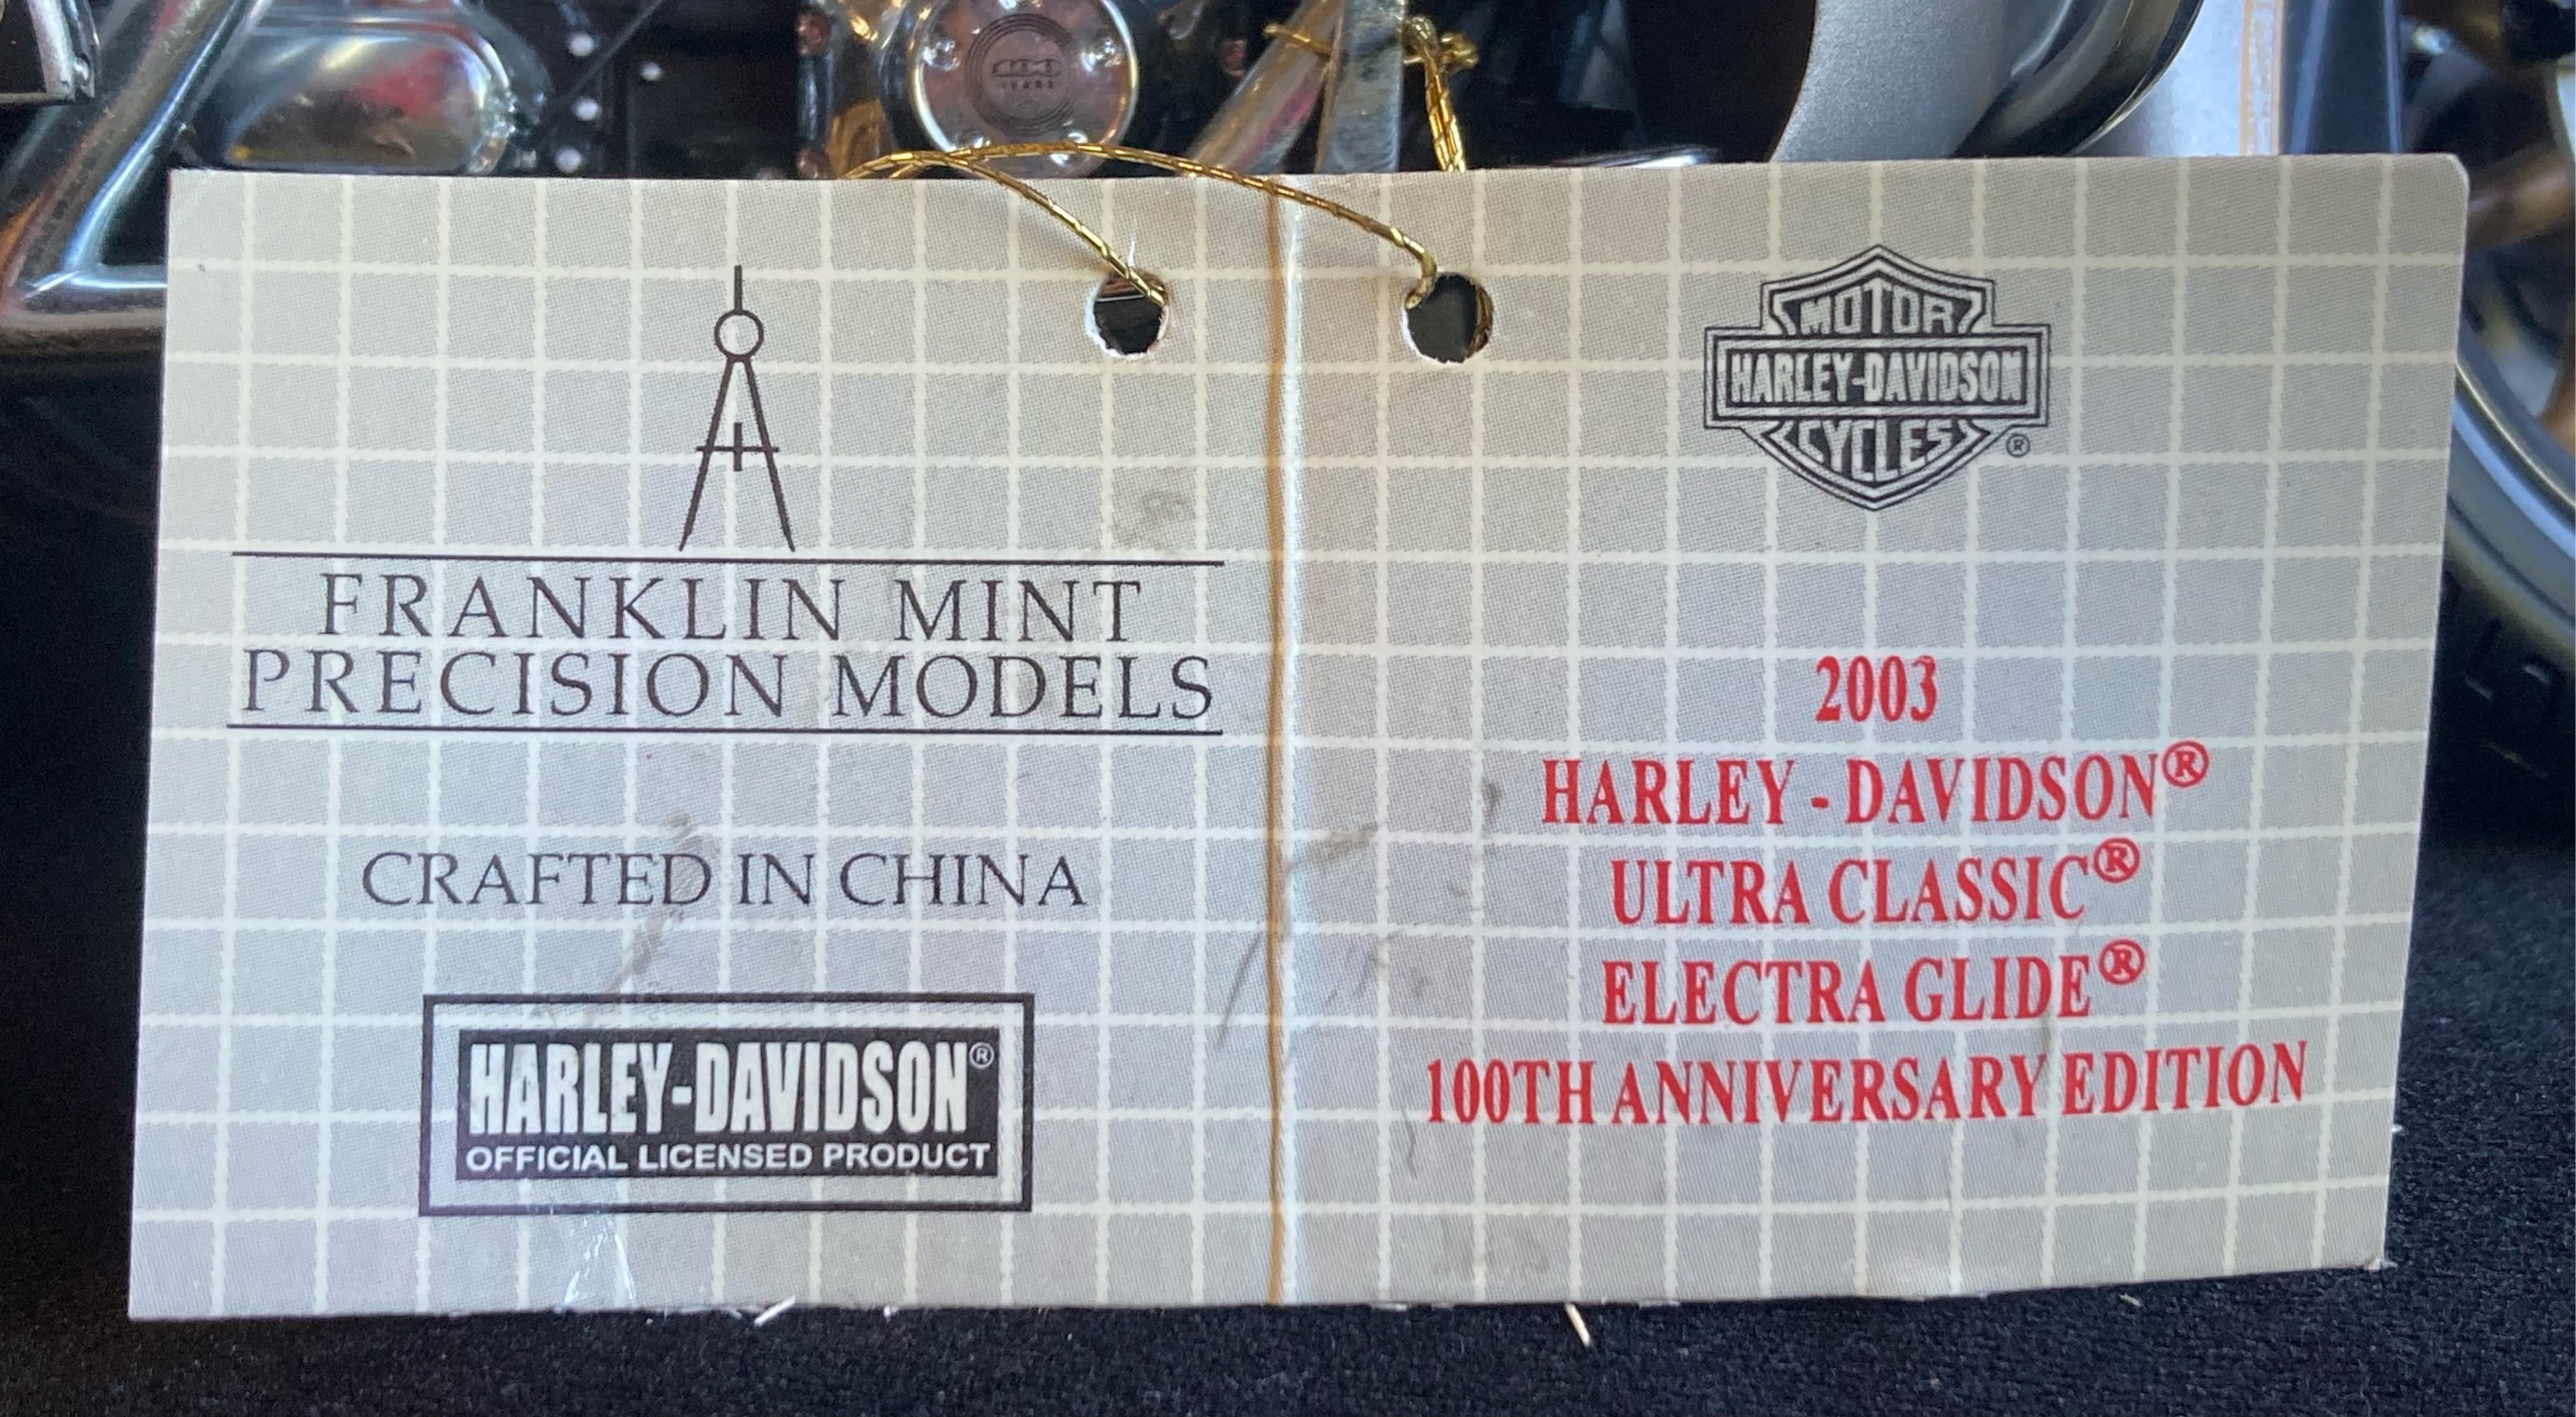 FRANKLIN MINT
PRECISION MODELS
CRAFTED IN CHINA
HARLEY-DAVIDSON®
OFFICIAL LICENSED PRODUCT
MOTOR
HARLEY-DAVIDSON
CYCLES®
2003
HARLEY - DAVIDSON®
ULTRA CLASSIC®
ELECTRA GLIDE®
100TH ANNIVERSARY EDITION